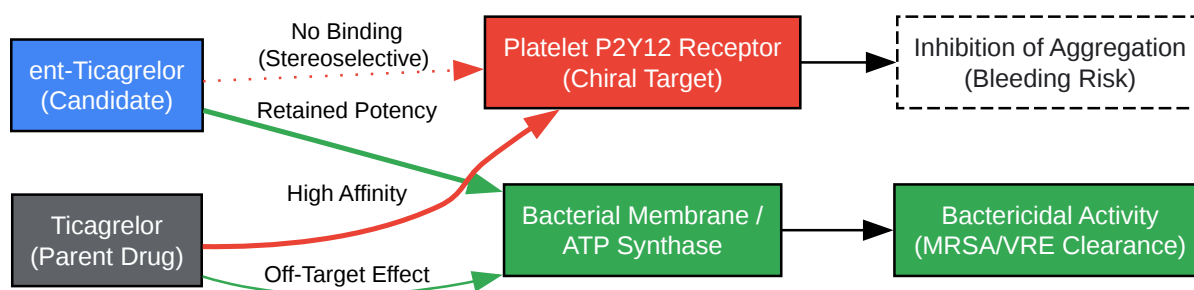 No Binding
(Stereoselective)
ent-Ticagrelor
(Candidate)
Platelet P2Y12 Receptor
(Chiral Target)
Inhibition of Aggregation
(Bleeding Risk)
Retained Potency
High Affinity
Ticagrelor
(Parent Drug)
Bacterial Membrane /
ATP Synthase
Bactericidal Activity
(MRSA/VRE Clearance)
Off-Target Effect